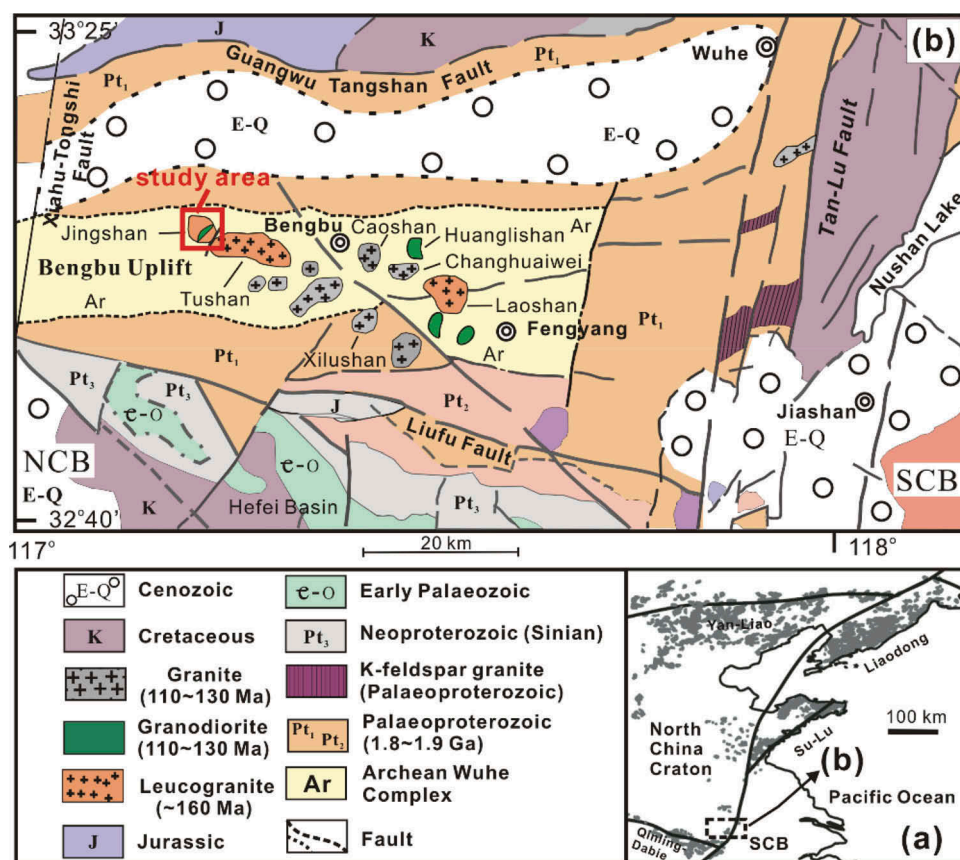 33°25'
J
K
Wuhe
(b)
Pt1
Guangwu Tangshan Fault
Pt1
Xiahu-Tongshi Fault
E-Q
E-Q
Tan-Lu Fault
study area
Nushan Lake
Jingshan
Bengbu
Caoshan
Huanglishan
Ar
Changhuaiwei
Bengbu Uplift
Tushan
Laoshan
Ar
Fengyang
Pt1
Xilushan
Ar
Pt1
Pt3
Pt3
Pt2
Є-O
J
Jiashan
E-Q
Liufu Fault
NCB
Є-O
SCB
E-Q
Pt3
Hefei Basin
K
32°40'
117°
20 km
118°
E-Q
Cenozoic
Є-O
Early Palaeozoic
K
Cretaceous
Pt3
Neoproterozoic (Sinian)
Granite
(110~130 Ma)
K-feldspar granite
(Palaeoproterozoic)
Granodiorite
(110~130 Ma)
Pt1 Pt2
Palaeoproterozoic
(1.8~1.9 Ga)
Leucogranite
(~160 Ma)
Ar
Archean Wuhe
Complex
J
Jurassic
Fault
Yan-Liao
Liaodong
100 km
North
China
Craton
Su-Lu
(b)
Pacific Ocean
Qinling-
Dabie
SCB
(a)